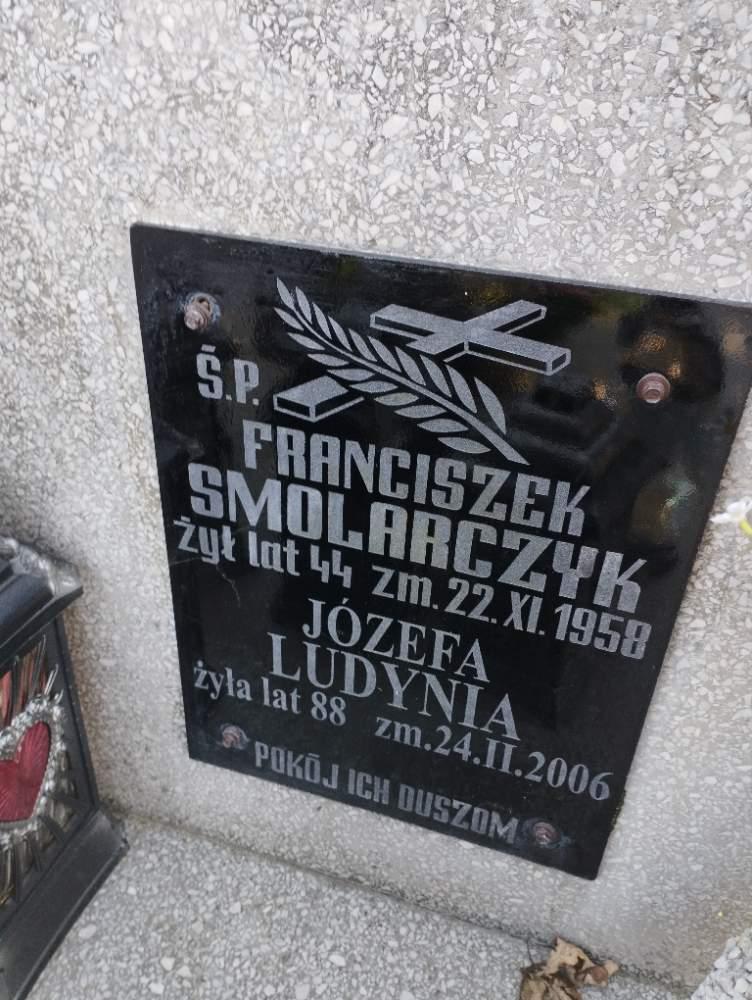 Ś.P.
FRANCISZEK
SMOLARCZYK
żył lat 44 zm. 22. XI. 1958
JÓZEFA
LUDYNIA
żyła lat 88 zm.24.II.2006
POKÓJ ICH DUSZOM